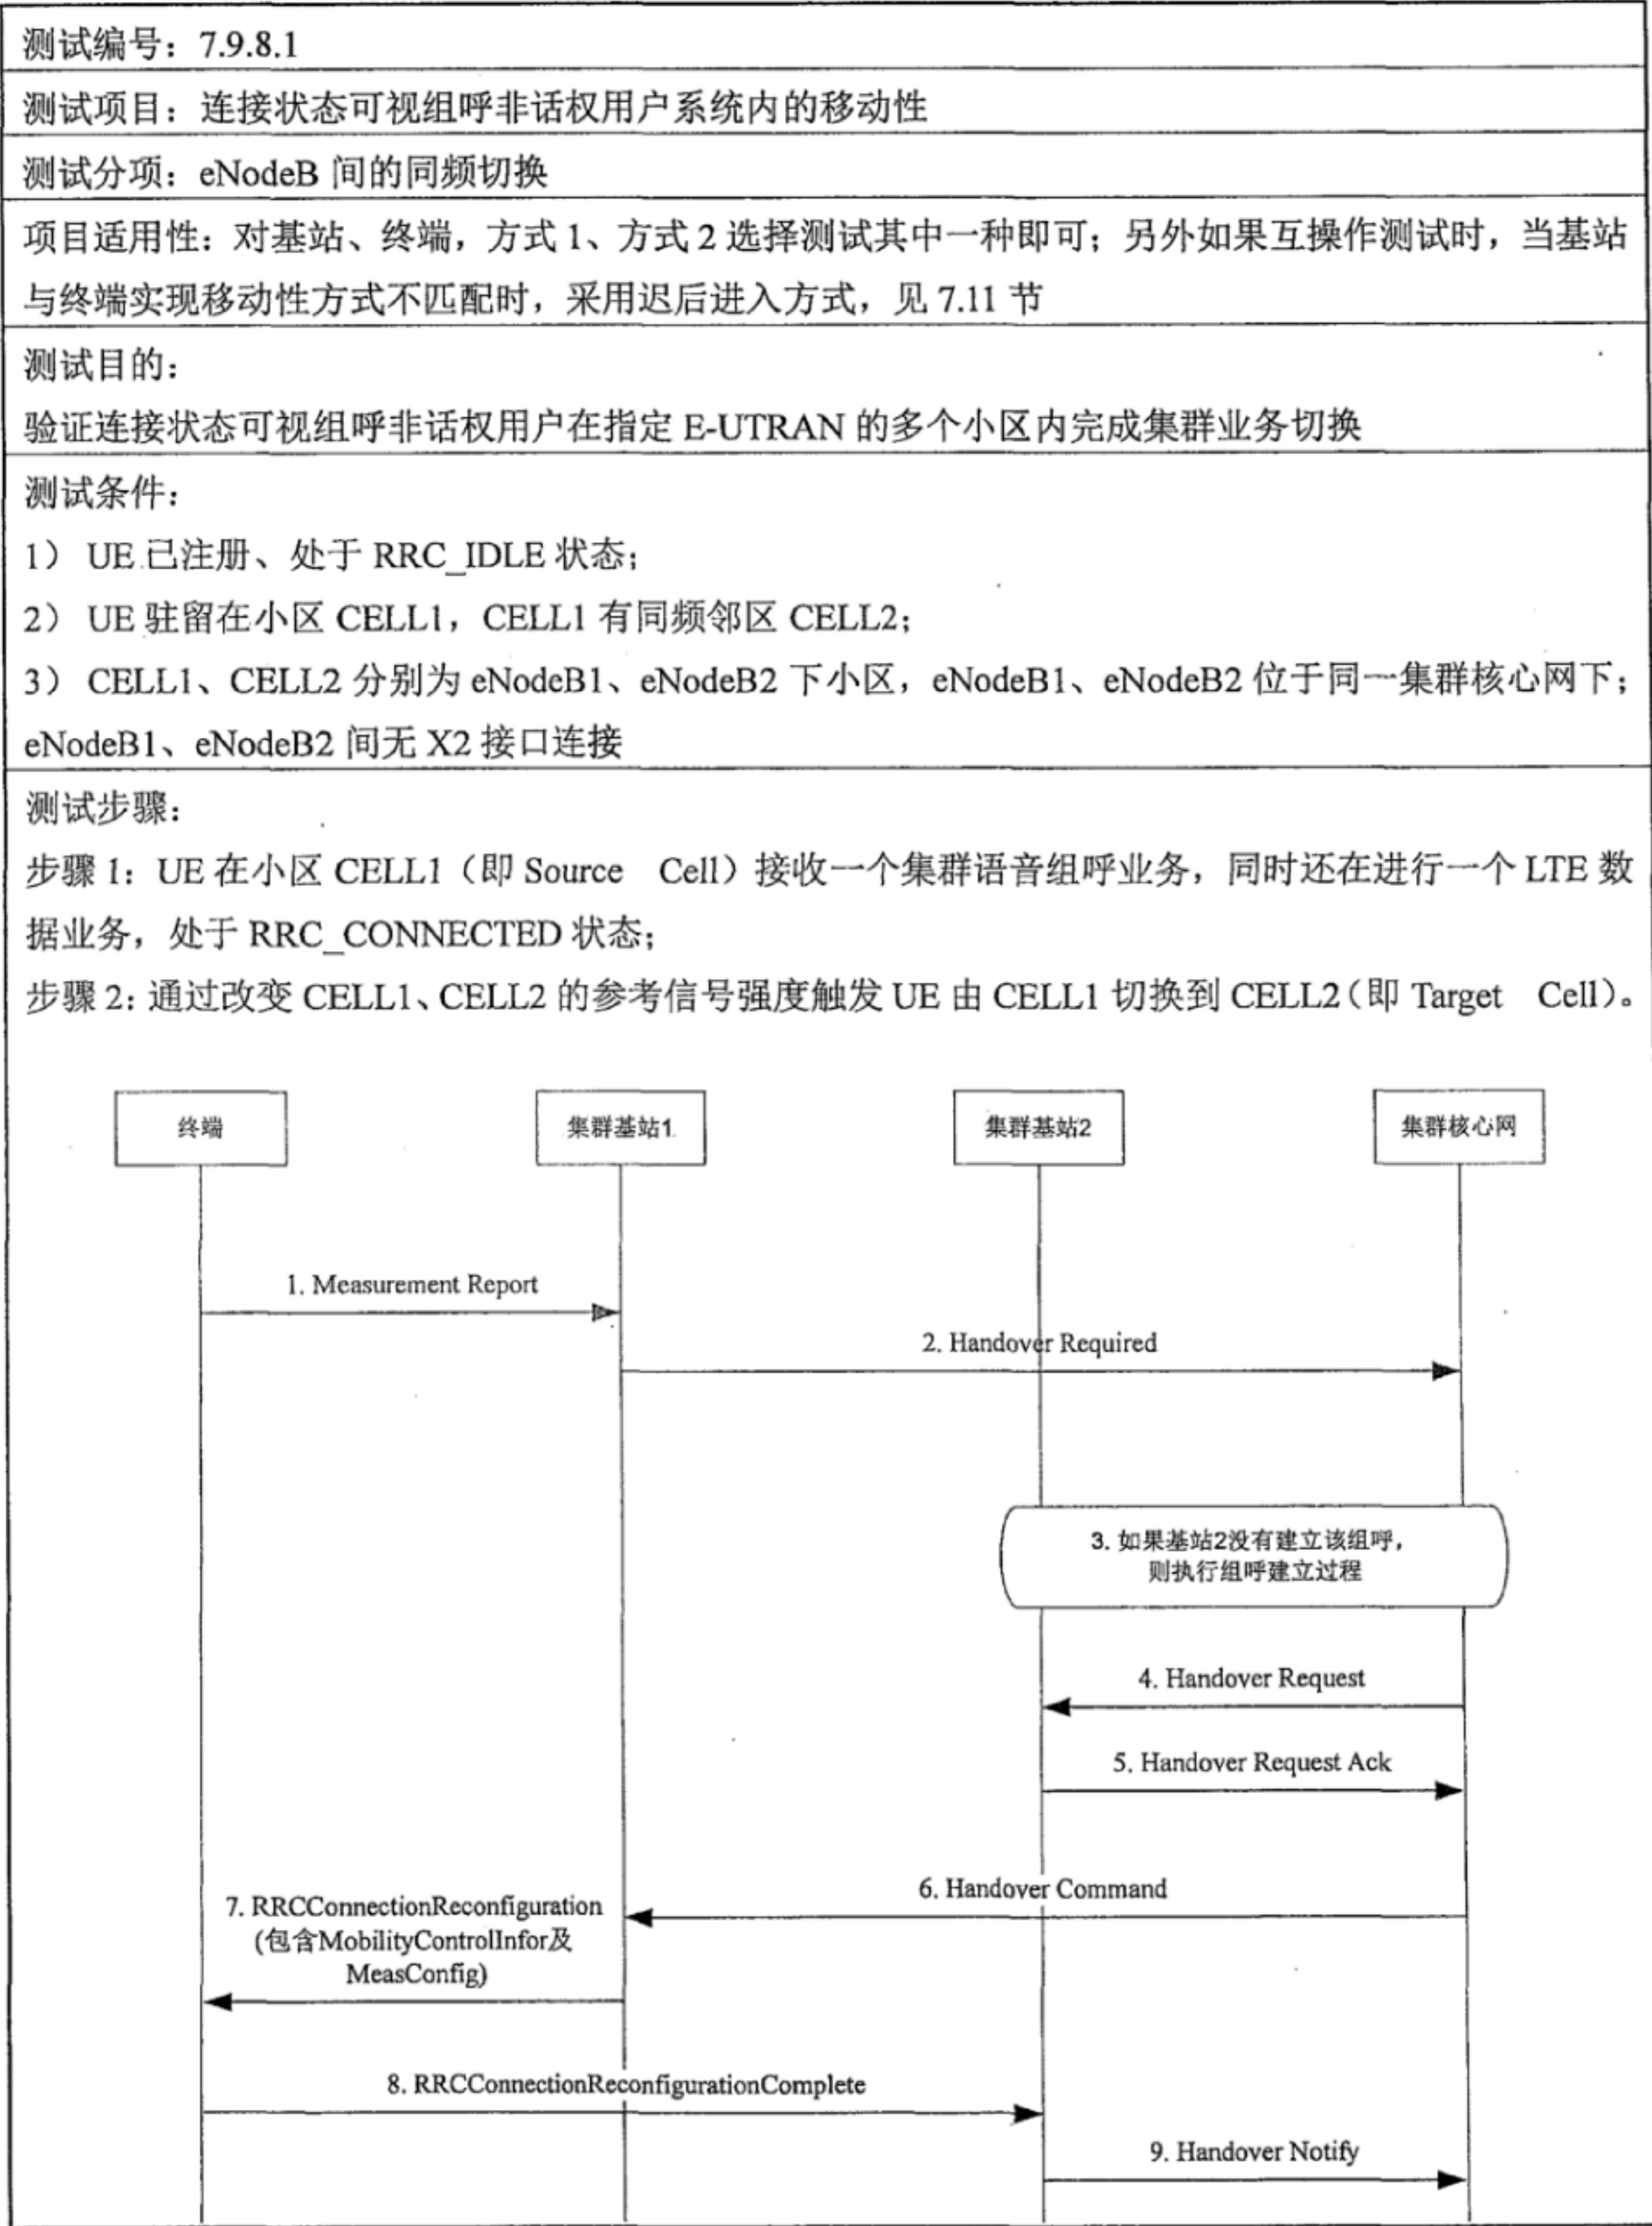 测试编号：7.9.8.1
测试项目：连接状态可视组呼非话权用户系统内的移动性
测试分项：eNodeB 间的同频切换
项目适用性：对基站、终端，方式 1、方式 2 选择测试其中一种即可；另外如果互操作测试时，当基站
与终端实现移动性方式不匹配时，采用迟后进入方式，见 7.11 节
测试目的：
验证连接状态可视组呼非话权用户在指定 E-UTRAN 的多个小区内完成集群业务切换
测试条件：
1） UE 已注册、处于 RRC_IDLE 状态；
2） UE 驻留在小区 CELL1，CELL1 有同频邻区 CELL2；
3） CELL1、CELL2 分别为 eNodeB1、eNodeB2 下小区，eNodeB1、eNodeB2 位于同一集群核心网下；
eNodeB1、eNodeB2 间无 X2 接口连接
测试步骤：
步骤 1：UE 在小区 CELL1（即 Source Cell）接收一个集群语音组呼业务，同时还在进行一个 LTE 数
据业务，处于 RRC_CONNECTED 状态；
步骤 2：通过改变 CELL1、CELL2 的参考信号强度触发 UE 由 CELL1 切换到 CELL2（即 Target Cell）。
终端
集群基站1
集群基站2
集群核心网
1. Measurement Report
2. Handover Required
3. 如果基站2没有建立该组呼，
则执行组呼建立过程
4. Handover Request
5. Handover Request Ack
6. Handover Command
7. RRCConnectionReconfiguration
(包含MobilityControlInfor及
MeasConfig)
8. RRCConnectionReconfigurationComplete
9. Handover Notify